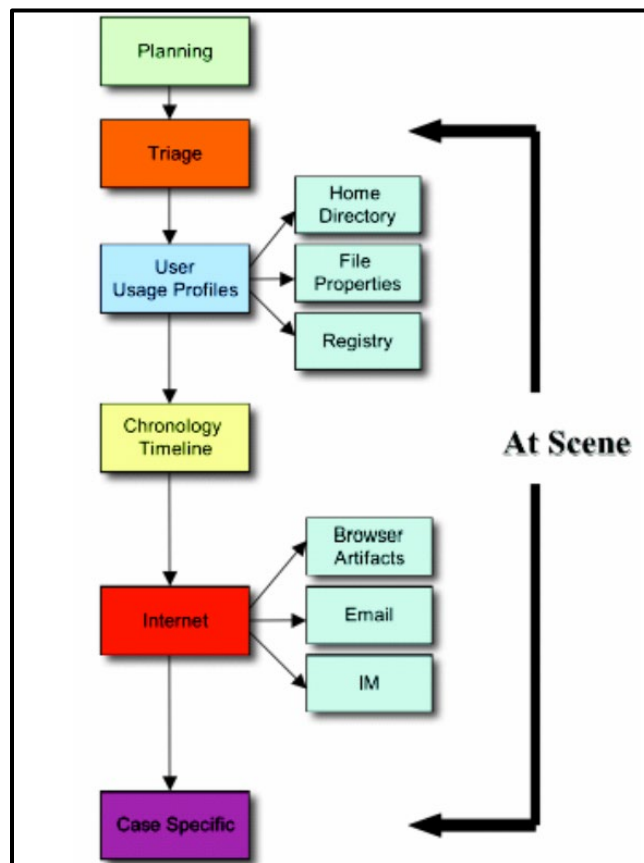 Planning
Triage
User
Usage Profiles
Home
Directory
File
Properties
Registry
Chronology
Timeline
At Scene
Internet
Browser
Artifacts
Email
IM
Case Specific